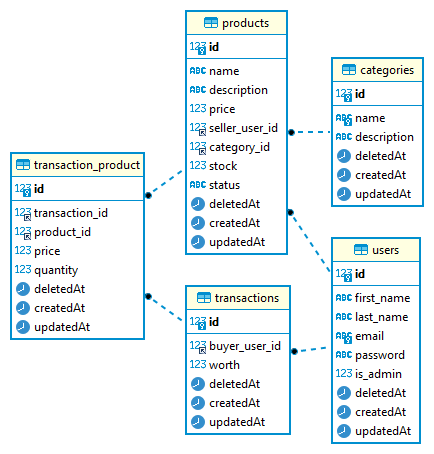 products
123 id
ABC name
ABC description
123 price
123 seller_user_id
123 category_id
123 stock
ABC status
deletedAt
createdAt
updatedAt
categories
123 id
ABC name
ABC description
deletedAt
createdAt
updatedAt
transaction_product
123 id
123 transaction_id
123 product_id
123 price
123 quantity
deletedAt
createdAt
updatedAt
transactions
123 id
123 buyer_user_id
123 worth
deletedAt
createdAt
updatedAt
users
123 id
ABC first_name
ABC last_name
ABC email
ABC password
123 is_admin
deletedAt
createdAt
updatedAt